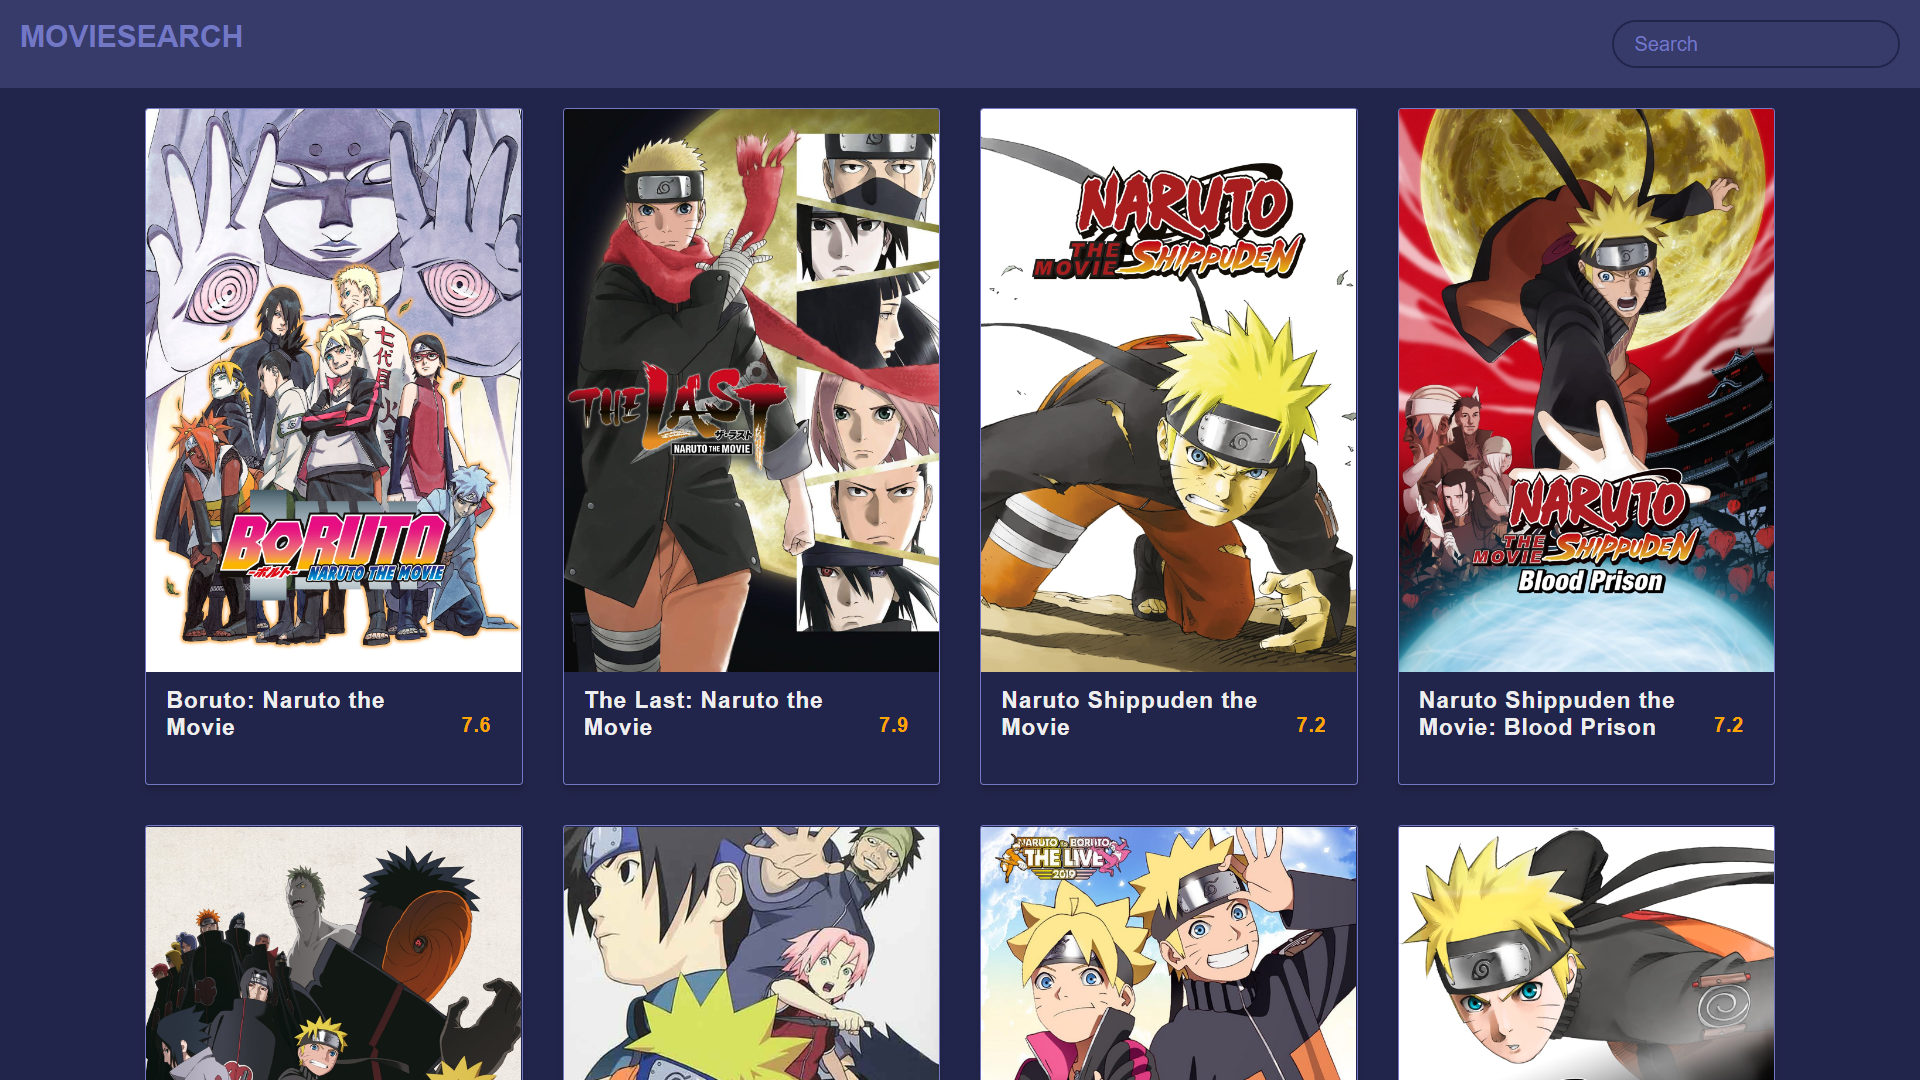 MOVIESEARCH
Search
七代目火
BORUTO
-ボルト-
NARUTO THE MOVIE
Boruto: Naruto the
Movie
7.6
THE LAST
ザ・ラスト
NARUTO THE MOVIE
The Last: Naruto the
Movie
7.9
NARUTO
THE
MOVIE
SHIPPUDEN
Naruto Shippuden the
Movie
7.2
NARUTO
THE
MOVIE
SHIPPUDEN
Blood Prison
Naruto Shippuden the
Movie: Blood Prison
7.2
NARUTO to BORUTO
THE LIVE
2019